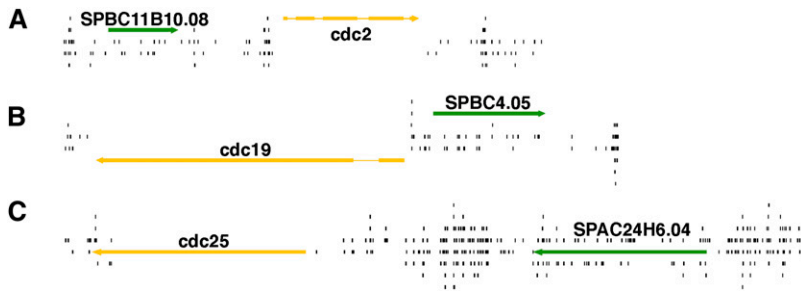 A
SPBC11B10.08
cdc2
B
SPBC4.05
cdc19
C
SPAC24H6.04
cdc25